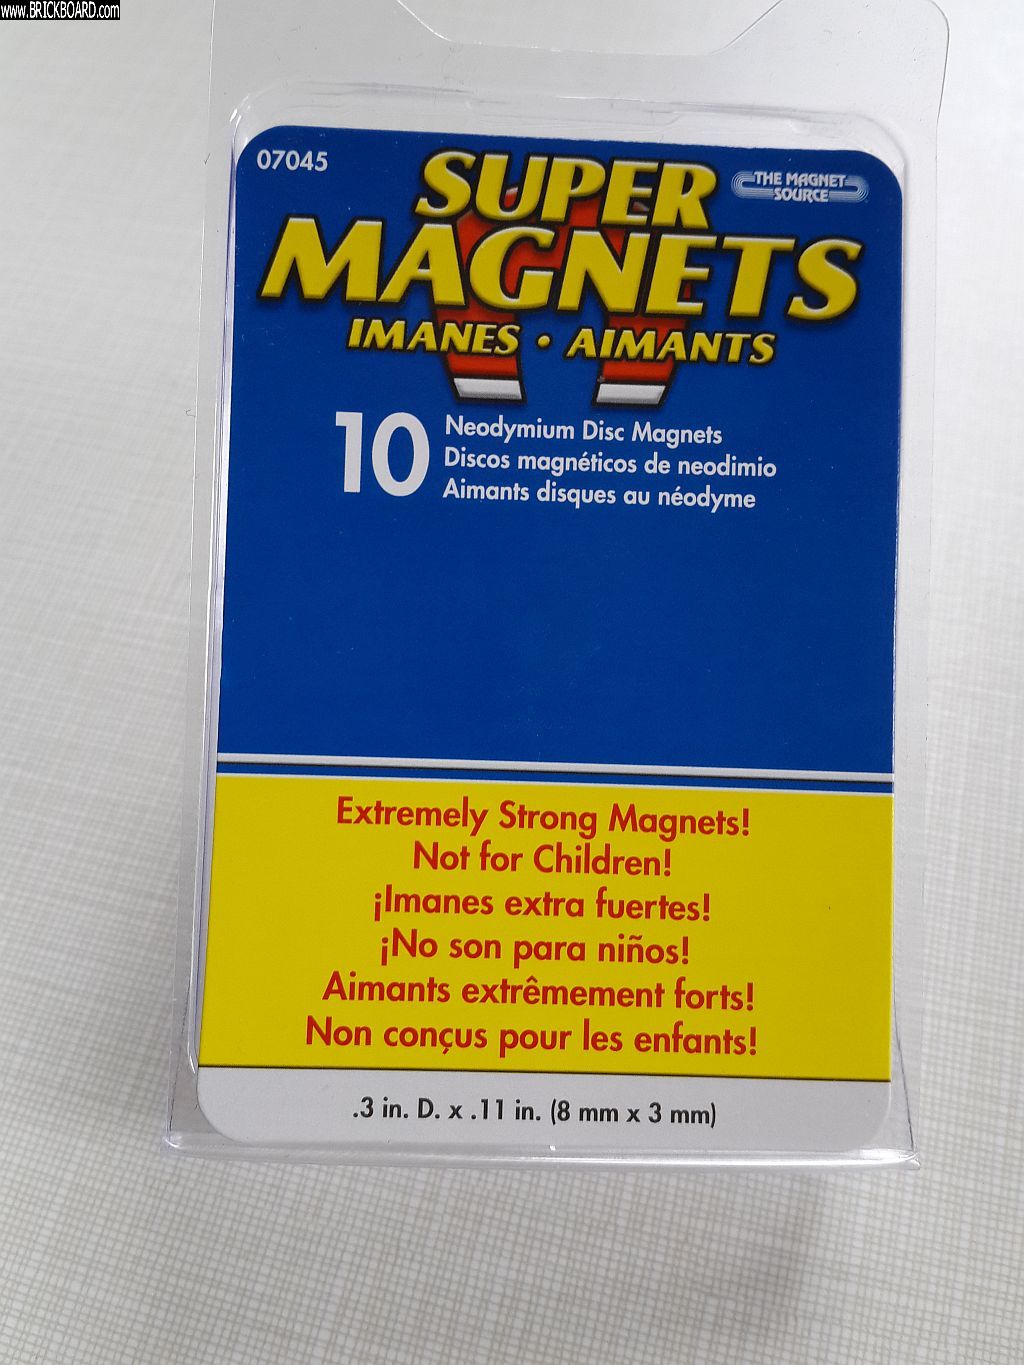 www.BRICKBOARD.com
07045
THE MAGNET
SOURCE
SUPER
MAGNETS
IMANES • AIMANTS
10
Neodymium Disc Magnets
Discos magnéticos de neodimio
Aimants disques au néodyme
Extremely Strong Magnets!
Not for Children!
¡Imanes extra fuertes!
¡No son para niños!
Aimants extrêmement forts!
Non conçus pour les enfants!
.3 in. D. x .11 in. (8 mm x 3 mm)